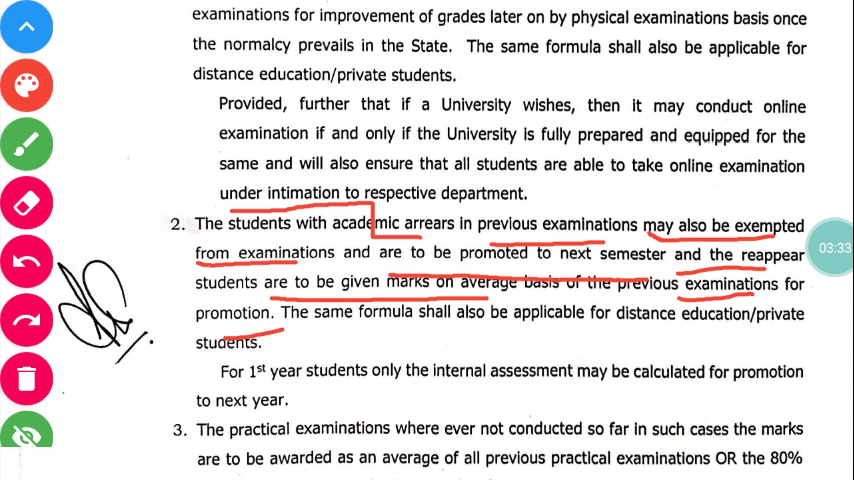 examinations for improvement of grades later on by physical examinations basis once
the normalcy prevails in the State. The same formula shall also be applicable for
distance education/private students.
Provided, further that if a University wishes, then it may conduct online
examination if and only if the University is fully prepared and equipped for the
same and will also ensure that all students are able to take online examination
under intimation to respective department.
2. The students with academic arrears in previous examinations may also be exempted
from examinations and are to be promoted to next semester and the reappear
students are to be given marks on average basis of the previous examinations for
promotion. The same formula shall also be applicable for distance education/private
students.
For 1st year students only the internal assessment may be calculated for promotion
to next year.
3. The practical examinations where ever not conducted so far in such cases the marks
are to be awarded as an average of all previous practical examinations OR the 80%
03:33